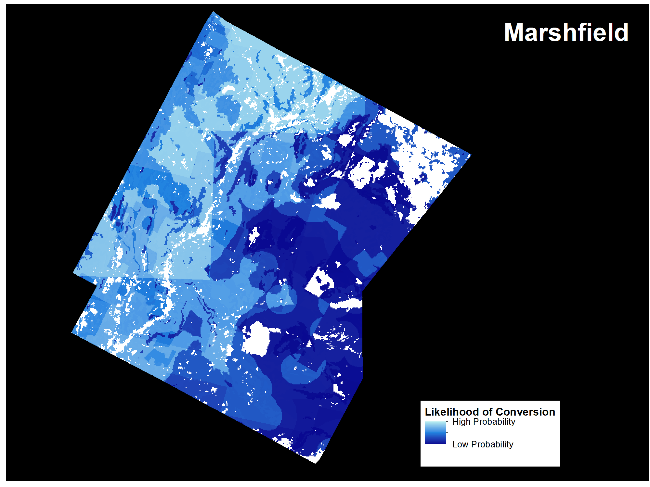 Marshfield
Likelihood of Conversion
High Probability
Low Probability